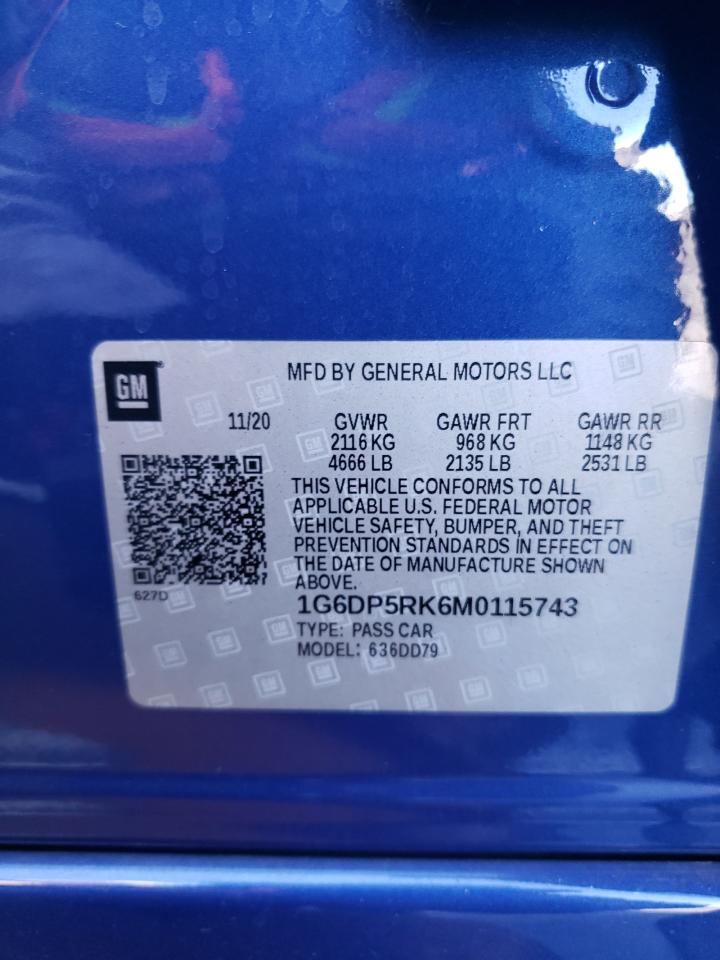 GM
MFD BY GENERAL MOTORS LLC
11/20 GVWR GAWR FRT GAWR RR
2116 KG 968 KG 1148 KG
4666 LB 2135 LB 2531 LB
THIS VEHICLE CONFORMS TO ALL
APPLICABLE U.S. FEDERAL MOTOR
VEHICLE SAFETY, BUMPER, AND THEFT
PREVENTION STANDARDS IN EFFECT ON
THE DATE OF MANUFACTURE SHOWN
ABOVE.
627D
1G6DP5RK6M0115743
TYPE: PASS CAR
MODEL: 636DD79